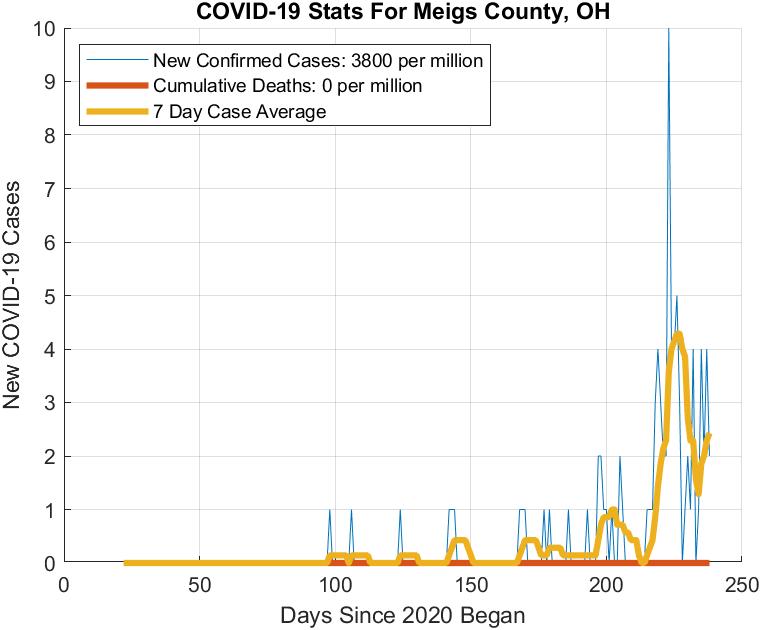 COVID-19 Stats For Meigs County, OH
New Confirmed Cases: 3800 per million
Cumulative Deaths: 0 per million
7 Day Case Average
New COVID-19 Cases
10
9
8
7
6
5
4
3
2
1
0
0 50 100 150 200 250
Days Since 2020 Began